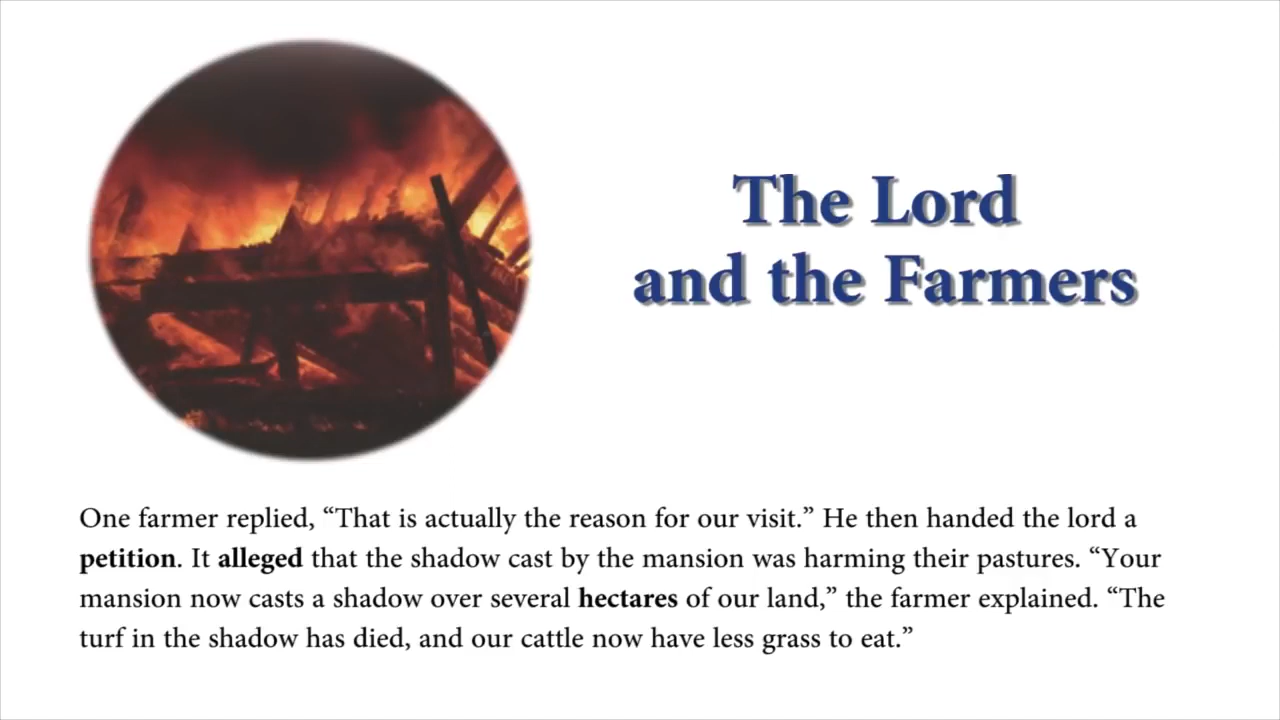 The Lord
and the Farmers
One farmer replied, “That is actually the reason for our visit.” He then handed the lord a
petition. It alleged that the shadow cast by the mansion was harming their pastures. “Your
mansion now casts a shadow over several hectares of our land,” the farmer explained. “The
turf in the shadow has died, and our cattle now have less grass to eat.”